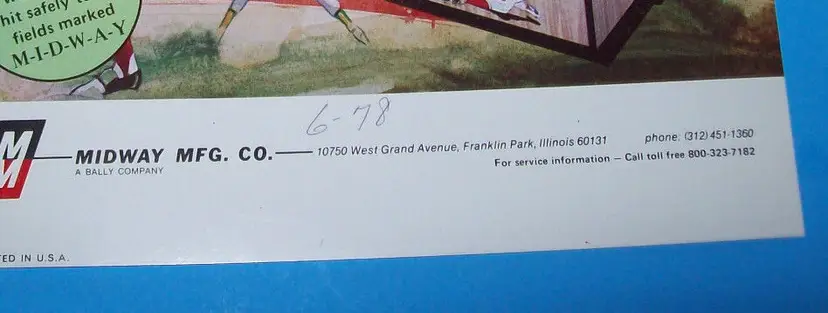 hit safely
fields marked
M-I-D-W-A-Y
6-78
M
M
MIDWAY MFG. CO.
A BALLY COMPANY
10750 West Grand Avenue, Franklin Park, Illinois 60131
phone: (312) 451-1360
For service information – Call toll free 800-323-7182
ED IN U.S.A.